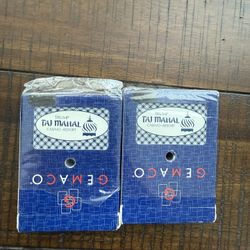 TRUMP
TAJ MAHAL
CASINO • RESORT
GEMACO
TRUMP
TAJ MAHAL
CASINO • RESORT
GEMACO